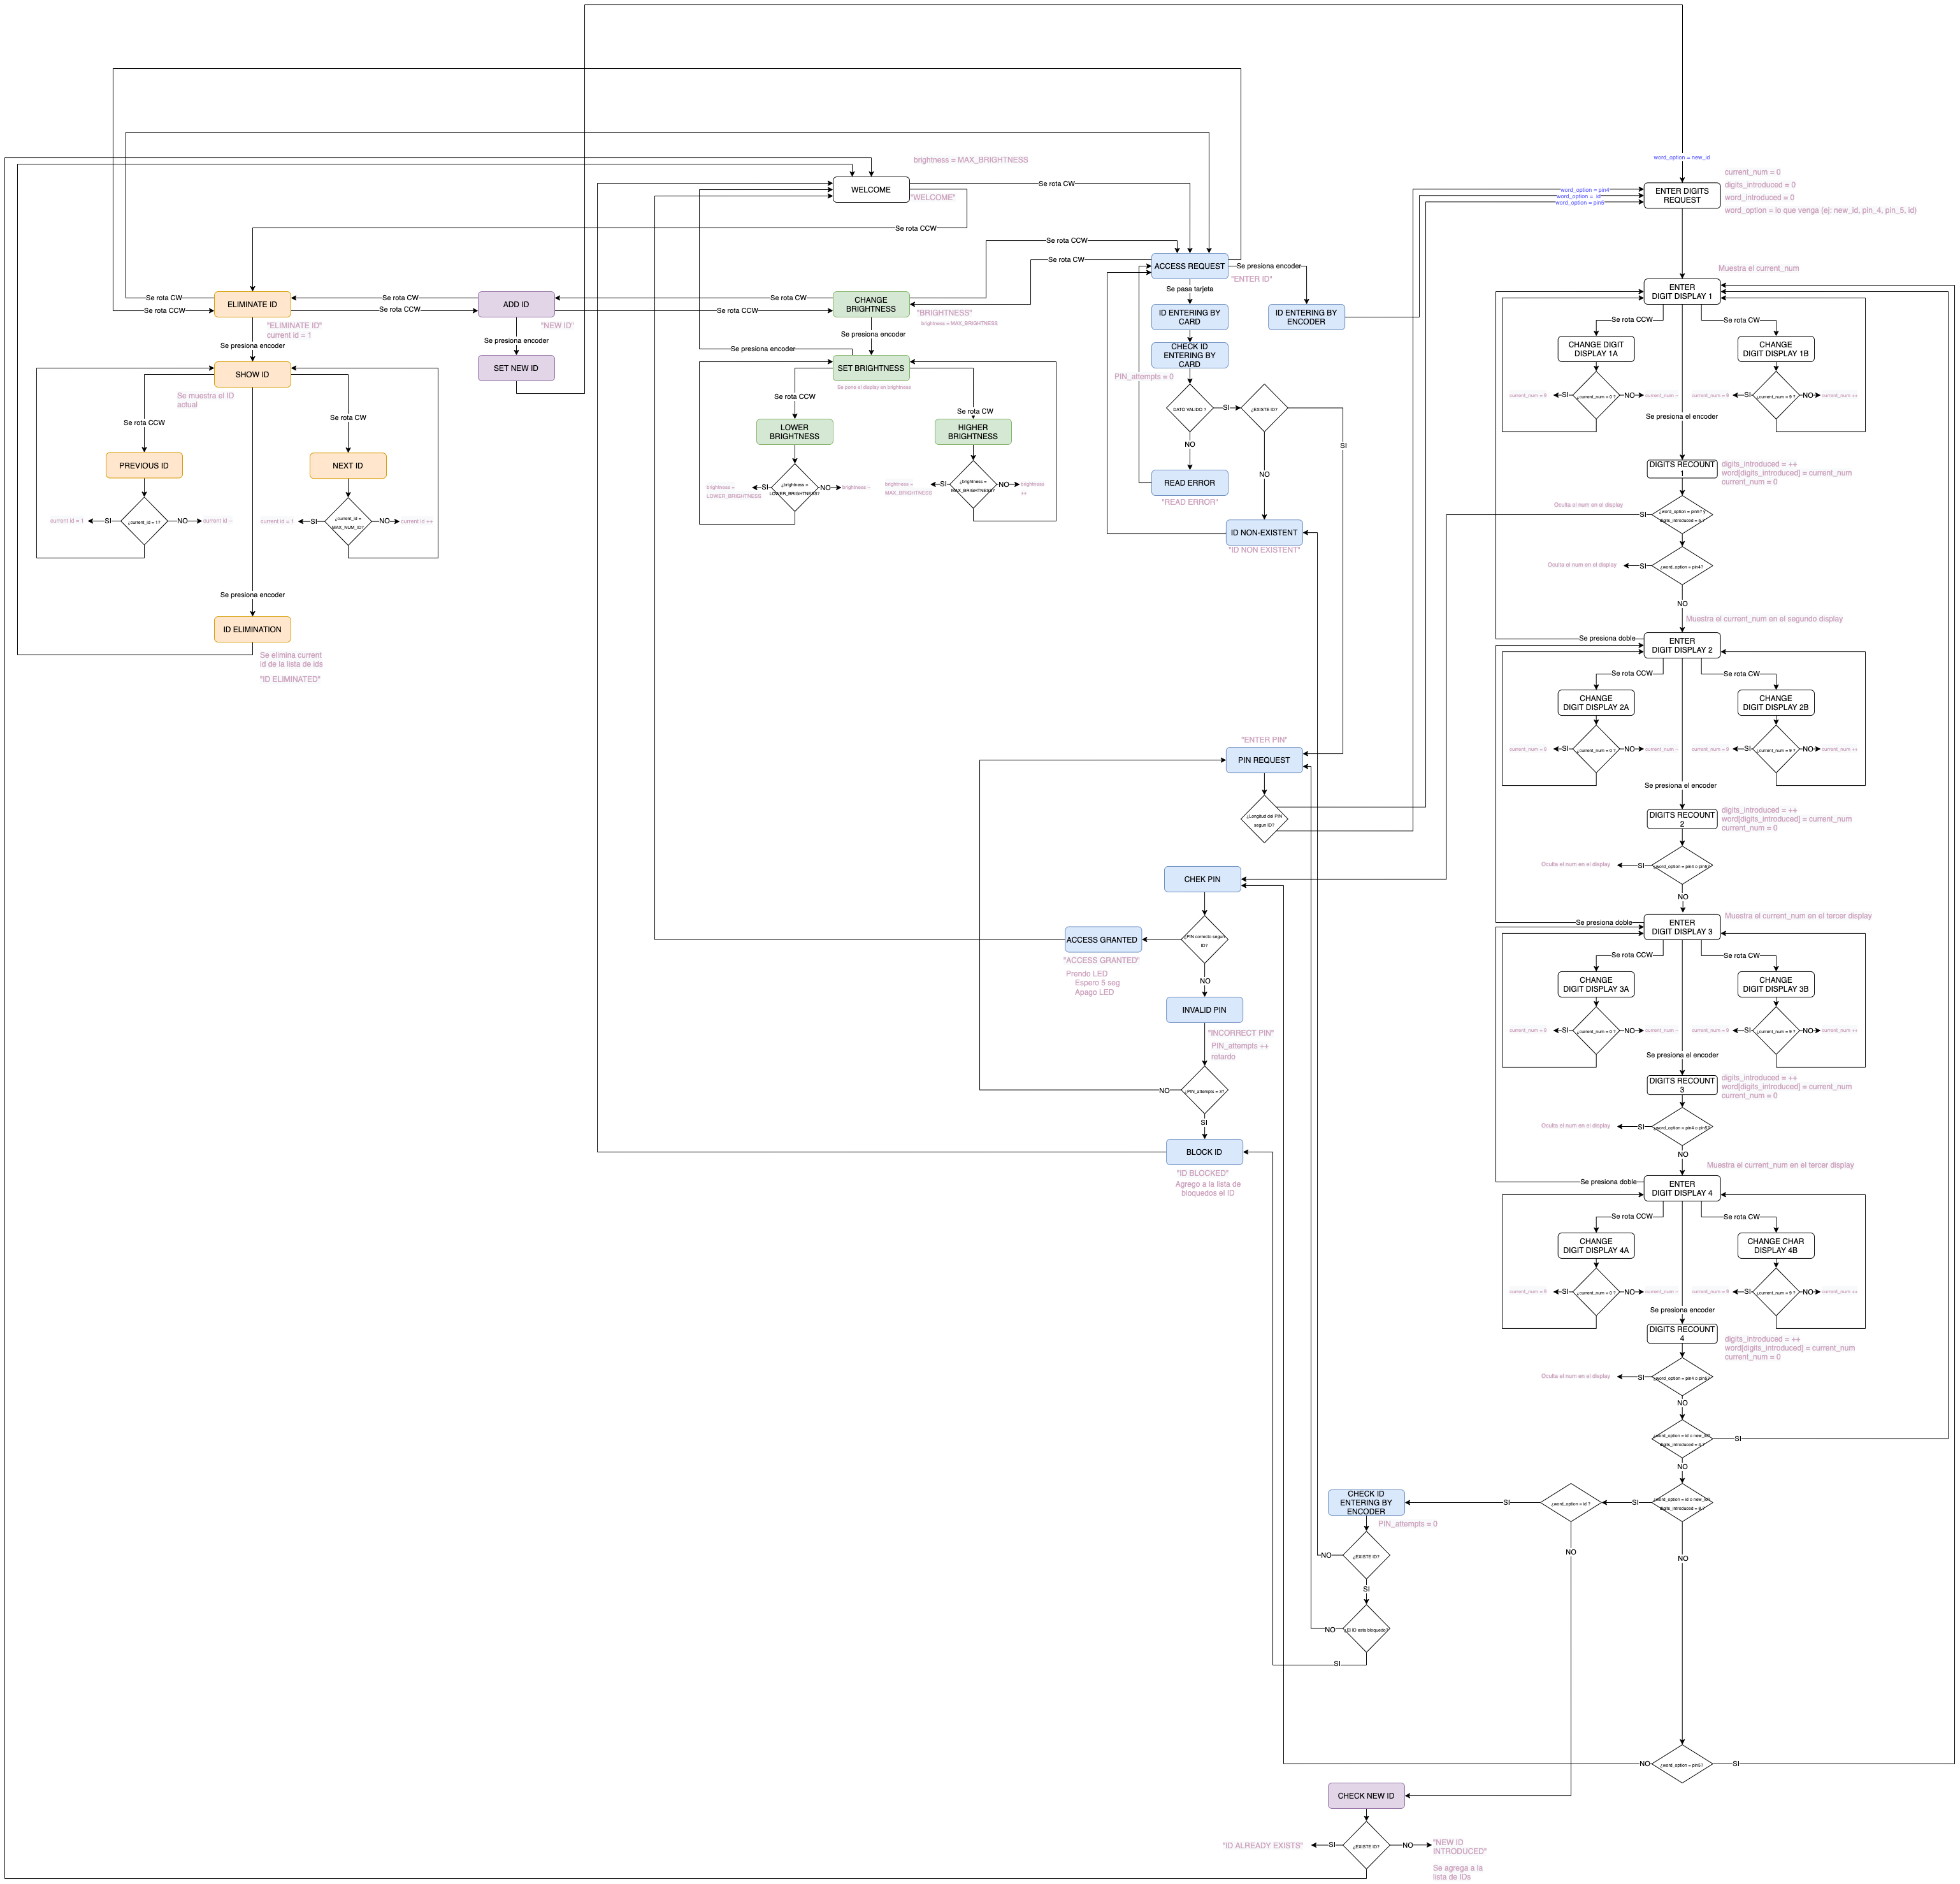 word_option = new_id
brightness = MAX_BRIGHTNESS
WELCOME
"WELCOME"
Se rota CW
Se rota CCW
word_option = pin4
word_option =
word_option = pin5
ENTER DIGITS
REQUEST
current_num = 0
digits_introduced = 0
word_introduced = 0
word_option = lo que venga (ej: new_id, pin_4, pin_5, id)
Se rota CCW
Se rota CW
ACCESS REQUEST
"ENTER ID"
Se presiona encoder
Se pasa tarjeta
Se rota CW
Se rota CCW
ELIMINATE ID
"ELIMINATE ID"
current id = 1
Se rota CW
Se rota CCW
ADD ID
"NEW ID"
Se rota CW
Se rota CCW
CHANGE
BRIGHTNESS
"BRIGHTNESS"
brightness = MAX_BRIGHTNESS
Se presiona encoder
Se presiona encoder
Se presiona encoder
Se presiona encoder
SHOW ID
Se muestra el ID
actual
SET NEW ID
SET BRIGHTNESS
Se pone el display en brightness
Se rota CCW
Se rota CW
PREVIOUS ID
NEXT ID
¿current_id = 1?
SI
current id = 1
NO
current id --
¿current_id =
MAX_NUM_ID?
SI
current id = 1
NO
current id ++
Se presiona encoder
ID ELIMINATION
Se elimina current
id de la lista de ids
"ID ELIMINATED"
Se rota CCW
Se rota CW
LOWER
BRIGHTNESS
HIGHER
BRIGHTNESS
¿brightness =
LOWER_BRIGHTNESS?
SI
brightness =
LOWER_BRIGHTNESS
NO
brightness --
¿brightness =
MAX_BRIGHTNESS?
SI
brightness =
MAX_BRIGHTNESS
NO
brightness
++
ID ENTERING BY
CARD
ID ENTERING BY
ENCODER
CHECK ID
ENTERING BY
CARD
PIN_attempts = 0
DATO VALIDO ?
SI
¿EXISTE ID?
SI
NO
NO
READ ERROR
"READ ERROR"
ID NON-EXISTENT
"ID NON EXISTENT"
"ENTER PIN"
PIN REQUEST
¿Longitud del PIN
segun ID?
CHEK PIN
¿PIN correcto segun
ID?
ACCESS GRANTED
"ACCESS GRANTED"
Prendo LED
Espero 5 seg
Apago LED
NO
INVALID PIN
"INCORRECT PIN"
PIN_attempts ++
retardo
¿PIN_attempts = 3?
NO
SI
BLOCK ID
"ID BLOCKED"
Agrego a la lista de
bloquedos el ID
Muestra el current_num
ENTER
DIGIT DISPLAY 1
Se rota CCW
Se rota CW
CHANGE DIGIT
DISPLAY 1A
CHANGE
DIGIT DISPLAY 1B
current_num = 8
SI
¿current_num = 0 ?
NO
current_num --
current_num = 8
SI
¿current_num = 9 ?
NO
current_num ++
Se presiona el encoder
DIGITS RECOUNT
1
digits_introduced = ++
word[digits_introduced] = current_num
current_num = 0
Oculta el num en el display
SI
¿word_option = pin5? y
digits_introduced = 5 ?
Oculta el num en el display
SI
¿word_option = pin4?
NO
Muestra el current_num en el segundo display
Se presiona doble
ENTER
DIGIT DISPLAY 2
Se rota CCW
Se rota CW
CHANGE
DIGIT DISPLAY 2A
CHANGE
DIGIT DISPLAY 2B
current_num = 8
SI
¿current_num = 0 ?
NO
current_num --
current_num = 8
SI
¿current_num = 9 ?
NO
current_num ++
Se presiona el encoder
DIGITS RECOUNT
2
digits_introduced = ++
word[digits_introduced] = current_num
current_num = 0
Oculta el num en el display
SI
¿word_option = pin4 o pin5?
NO
Muestra el current_num en el tercer display
Se presiona doble
ENTER
DIGIT DISPLAY 3
Se rota CCW
Se rota CW
CHANGE
DIGIT DISPLAY 3A
CHANGE
DIGIT DISPLAY 3B
current_num = 8
SI
¿current_num = 0 ?
NO
current_num --
current_num = 8
SI
¿current_num = 9 ?
NO
current_num ++
Se presiona el encoder
DIGITS RECOUNT
3
digits_introduced = ++
word[digits_introduced] = current_num
current_num = 0
Oculta el num en el display
SI
¿word_option = pin4 o pin5?
NO
Muestra el current_num en el tercer display
Se presiona doble
ENTER
DIGIT DISPLAY 4
Se rota CCW
Se rota CW
CHANGE
DIGIT DISPLAY 4A
CHANGE CHAR
DISPLAY 4B
current_num = 8
SI
¿current_num = 0 ?
NO
current_num --
current_num = 8
SI
¿current_num = 9 ?
NO
current_num ++
Se presiona encoder
DIGITS RECOUNT
4
digits_introduced = ++
word[digits_introduced] = current_num
current_num = 0
Oculta el num en el display
SI
¿word_option = pin4 o pin5?
NO
¿word_option = id o new_id?
digits_introduced = 4 ?
SI
NO
¿word_option = id o new_id?
digits_introduced = 8 ?
SI
¿word_option = id ?
SI
CHECK ID
ENTERING BY
ENCODER
PIN_attempts = 0
¿EXISTE ID?
NO
SI
¿El ID esta bloquedo?
NO
SI
NO
NO
¿word_option = pin5?
NO
SI
CHECK NEW ID
¿EXISTE ID?
SI
"ID ALREADY EXISTS"
NO
"NEW ID
INTRODUCED"
Se agrega a la
lista de IDs